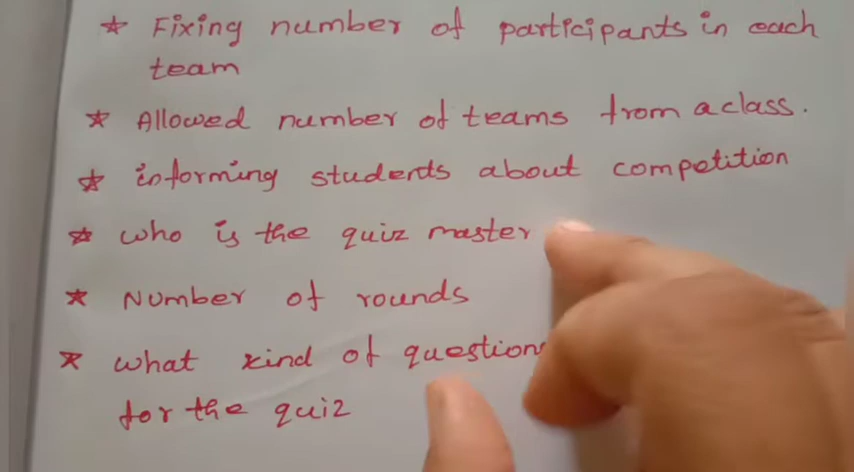 * Fixing number of participants in each
team
* Allowed number of teams from a class.
* informing students about competition
* who is the quiz master
* Number of rounds
* what kind of question
for the quiz